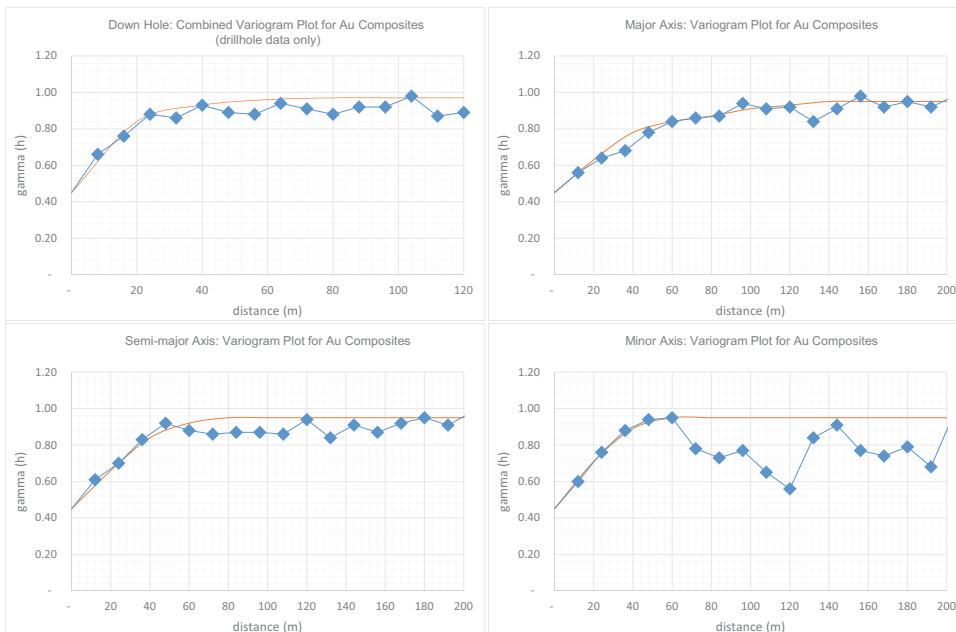 Down Hole: Combined Variogram Plot for Au Composites
(drillhole data only)
1.20
1.00
0.80
0.60
0.40
0.20
-
gamma (h)
- 20 40 60 80 100 120
distance (m)
Major Axis: Variogram Plot for Au Composites
1.20
1.00
0.80
0.60
0.40
0.20
-
gamma (h)
- 20 40 60 80 100 120 140 160 180 200
distance (m)
Semi-major Axis: Variogram Plot for Au Composites
1.20
1.00
0.80
0.60
0.40
0.20
-
gamma (h)
- 20 40 60 80 100 120 140 160 180 200
distance (m)
Minor Axis: Variogram Plot for Au Composites
1.20
1.00
0.80
0.60
0.40
0.20
-
gamma (h)
- 20 40 60 80 100 120 140 160 180 200
distance (m)